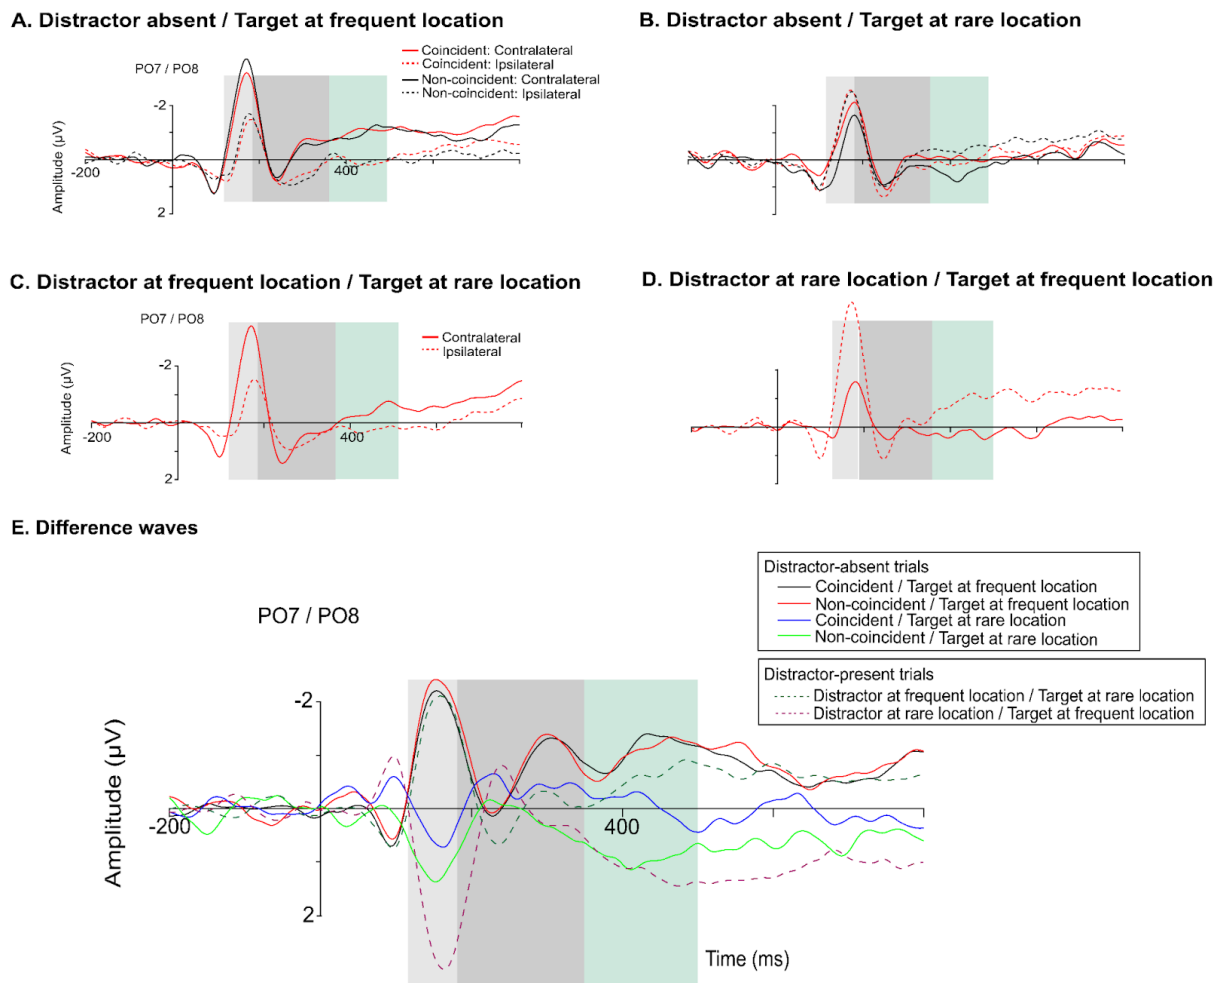 A. Distractor absent / Target at frequent location
B. Distractor absent / Target at rare location
PO7 / PO8
Coincident: Contralateral
Coincident: Ipsilateral
Non-coincident: Contralateral
Non-coincident: Ipsilateral
-2
Amplitude (µV)
-200
400
2
C. Distractor at frequent location / Target at rare location
D. Distractor at rare location / Target at frequent location
PO7 / PO8
Contralateral
Ipsilateral
-2
Amplitude (µV)
-200
400
2
E. Difference waves
PO7 / PO8
Distractor-absent trials
Coincident / Target at frequent location
Non-coincident / Target at frequent location
Coincident / Target at rare location
Non-coincident / Target at rare location
Distractor-present trials
Distractor at frequent location / Target at rare location
Distractor at rare location / Target at frequent location
-2
Amplitude (µV)
-200
400
2
Time (ms)